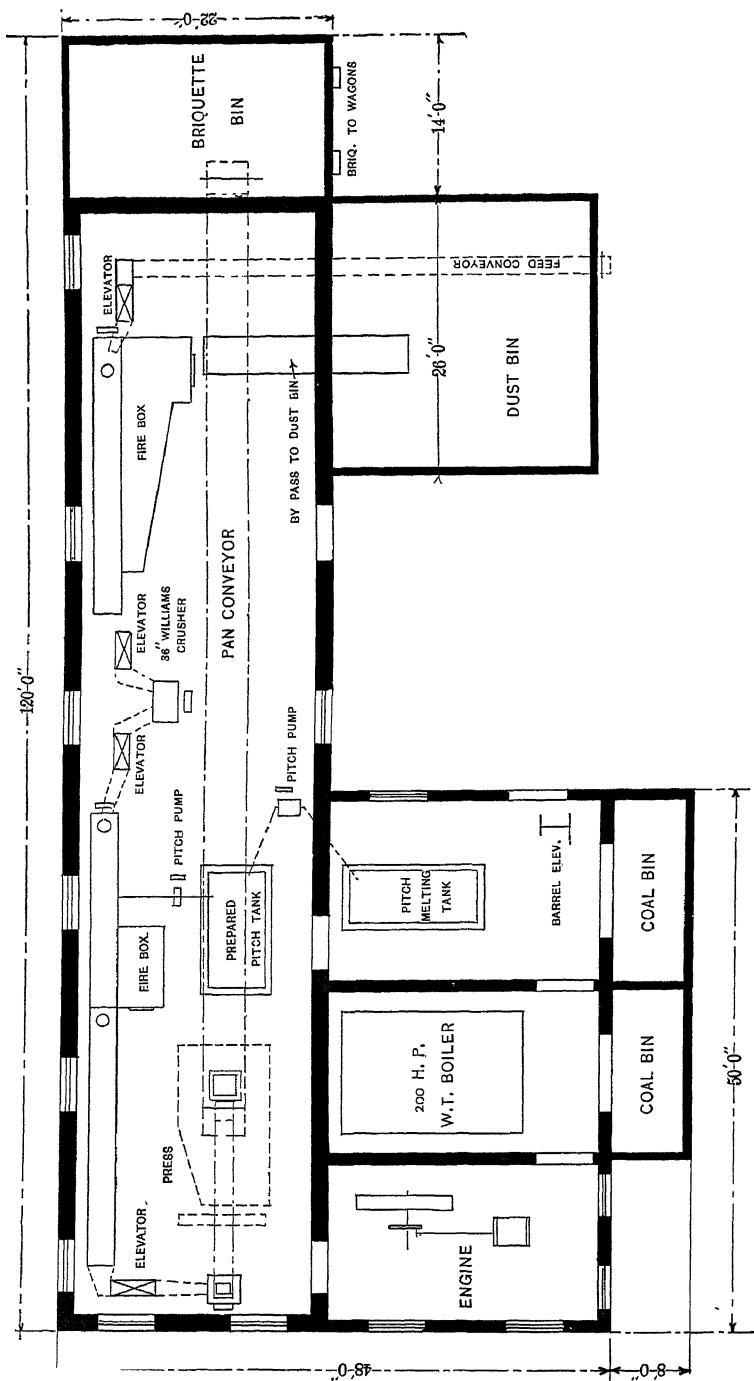 22'-0"
120'-0"
BRIQUETTE
BIN
BRIQ. TO WAGONS
14'-0"
ELEVATOR
FEED CONVEYOR
FIRE BOX
BY PASS TO DUST BIN
26'-0"
DUST BIN
PAN CONVEYOR
ELEVATOR
36" WILLIAMS
CRUSHER
ELEVATOR
PITCH PUMP
PITCH PUMP
FIRE BOX.
PREPARED
PITCH TANK
PITCH
MELTING
TANK
BARREL ELEV.
COAL BIN
200 H. P.
W.T. BOILER
COAL BIN
50'-0"
PRESS
ELEVATOR
ENGINE
48'-0"
8'-0"